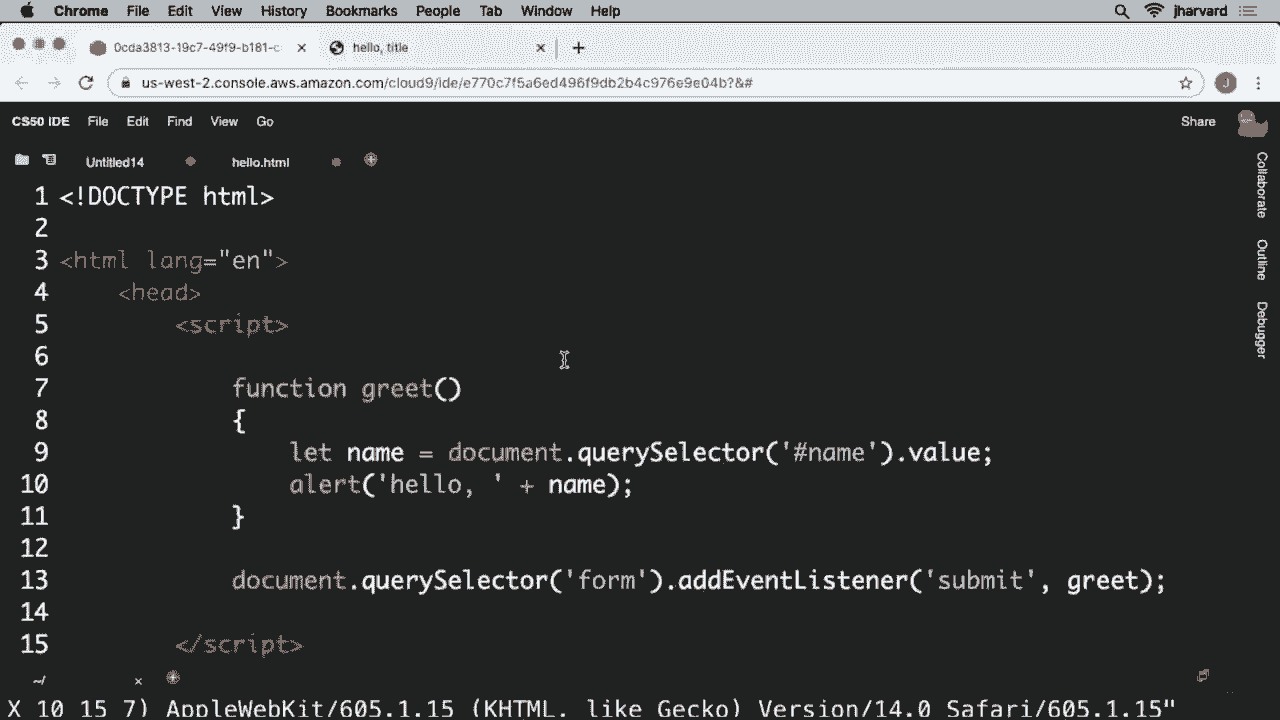 Chrome File Edit View History Bookmarks People Tab Window Help jharvard
0cda3813-19c7-49f9-b181-c hello, title
us-west-2.console.aws.amazon.com/cloud9/ide/e770c7f5a6ed496f9db2b4c976e9e04b?&#
J
CS50 IDE File Edit Find View Go Share
Untitled14 hello.html
Collaborate
Outline
Debugger
1 <!DOCTYPE html>
2
3 <html lang="en">
4 <head>
5 <script>
6
7 function greet()
8 {
9 let name = document.querySelector('#name').value;
10 alert('hello, ' + name);
11 }
12
13 document.querySelector('form').addEventListener('submit', greet);
14
15 </script>
~/
X 10_15_7) AppleWebKit/605.1.15 (KHTML, like Gecko) Version/14.0 Safari/605.1.15"